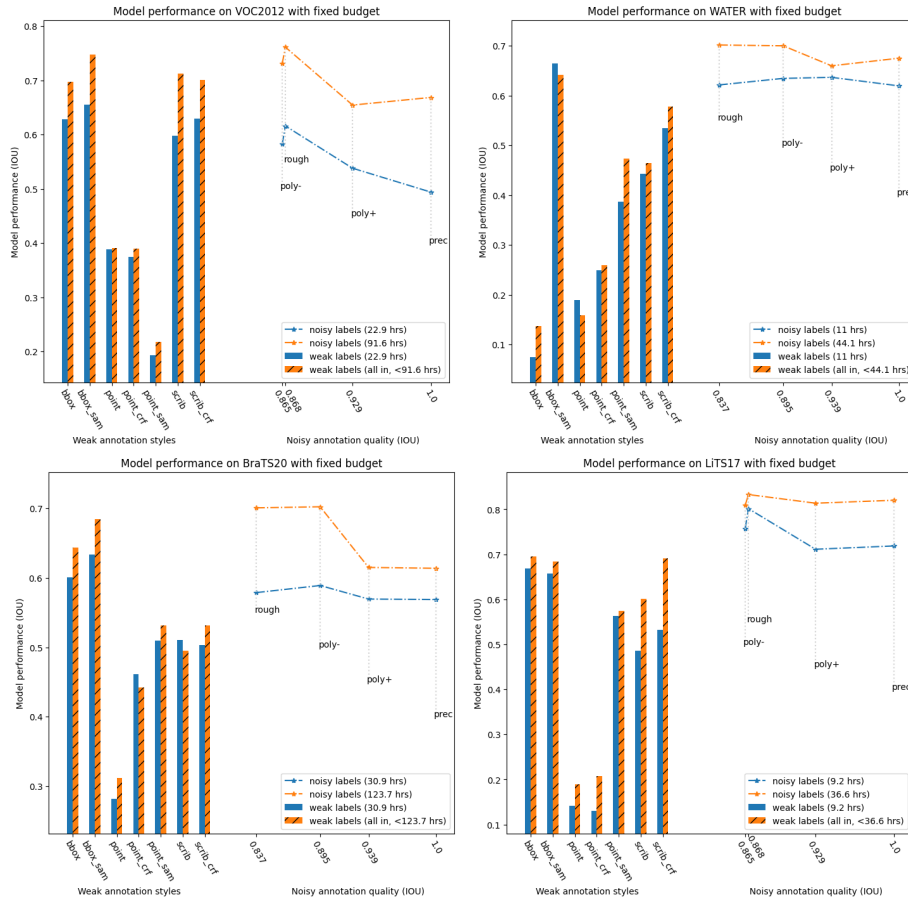 Model performance on VOC2012 with fixed budget
Model performance (IOU)
0.8
0.7
0.6
0.5
0.4
0.3
0.2
rough
poly-
poly+
prec
noisy labels (22.9 hrs)
noisy labels (91.6 hrs)
weak labels (22.9 hrs)
weak labels (all in, <91.6 hrs)
bbox
bbox_sam
point
point_crf
point_sam
scrib
scrib_crf
0.865
0.868
0.929
1.0
Weak annotation styles
Noisy annotation quality (IOU)
Model performance on WATER with fixed budget
Model performance (IOU)
0.7
0.6
0.5
0.4
0.3
0.2
0.1
rough
poly-
poly+
prec
noisy labels (11 hrs)
noisy labels (44.1 hrs)
weak labels (11 hrs)
weak labels (all in, <44.1 hrs)
bbox
bbox_sam
point
point_crf
point_sam
scrib
scrib_crf
0.837
0.895
0.939
1.0
Weak annotation styles
Noisy annotation quality (IOU)
Model performance on BraTS20 with fixed budget
Model performance (IOU)
0.7
0.6
0.5
0.4
0.3
rough
poly-
poly+
prec
noisy labels (30.9 hrs)
noisy labels (123.7 hrs)
weak labels (30.9 hrs)
weak labels (all in, <123.7 hrs)
bbox
bbox_sam
point
point_crf
point_sam
scrib
scrib_crf
0.837
0.895
0.939
1.0
Weak annotation styles
Noisy annotation quality (IOU)
Model performance on LiTS17 with fixed budget
Model performance (IOU)
0.8
0.7
0.6
0.5
0.4
0.3
0.2
0.1
rough
poly-
poly+
prec
noisy labels (9.2 hrs)
noisy labels (36.6 hrs)
weak labels (9.2 hrs)
weak labels (all in, <36.6 hrs)
bbox
bbox_sam
point
point_crf
point_sam
scrib
scrib_crf
0.865
0.868
0.929
1.0
Weak annotation styles
Noisy annotation quality (IOU)